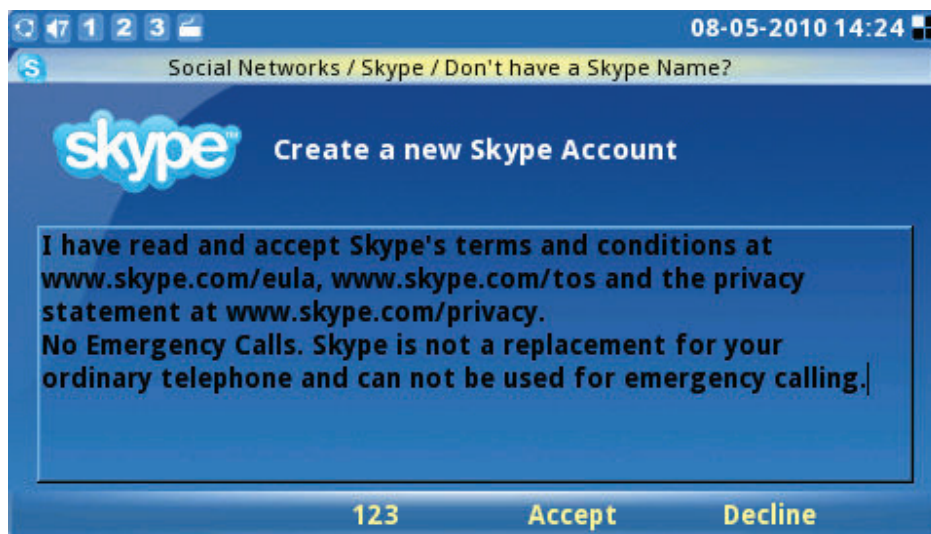 47 1 2 3 08-05-2010 14:24
S Social Networks / Skype / Don't have a Skype Name?
skype™ Create a new Skype Account
I have read and accept Skype's terms and conditions at
www.skype.com/eula, www.skype.com/tos and the privacy
statement at www.skype.com/privacy.
No Emergency Calls. Skype is not a replacement for your
ordinary telephone and can not be used for emergency calling.
123 Accept Decline